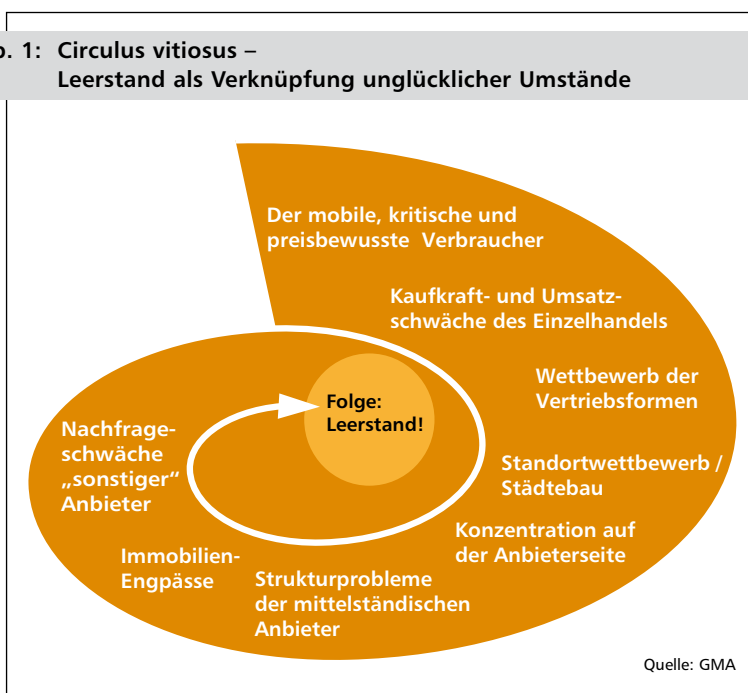 b. 1: Circulus vitiosus –
Leerstand als Verknüpfung unglücklicher Umstände
Der mobile, kritische und
preisbewusste Verbraucher
Kaufkraft- und Umsatz-
schwäche des Einzelhandels
Wettbewerb der
Vertriebsformen
Standortwettbewerb /
Städtebau
Konzentration auf
der Anbieterseite
Strukturprobleme
der mittelständischen
Anbieter
Immobilien-
Engpässe
Nachfrage-
schwäche
„sonstiger“
Anbieter
Folge:
Leerstand!
Quelle: GMA